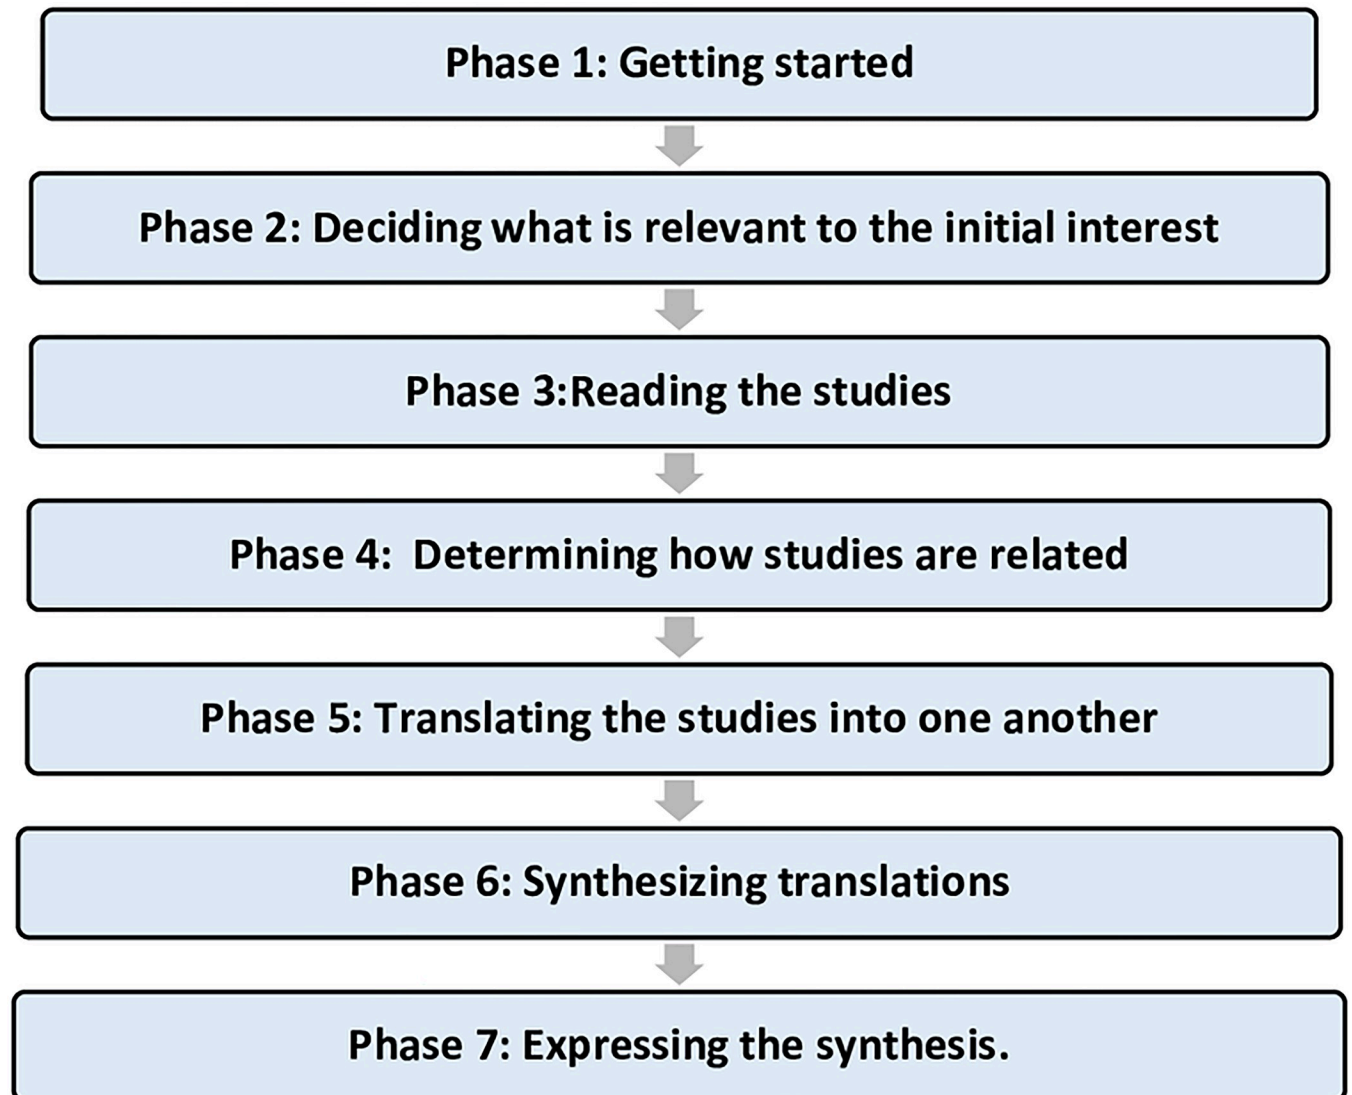 Phase 1: Getting started
Phase 2: Deciding what is relevant to the initial interest
Phase 3:Reading the studies
Phase 4:  Determining how studies are related
Phase 5: Translating the studies into one another
Phase 6: Synthesizing translations
Phase 7: Expressing the synthesis.